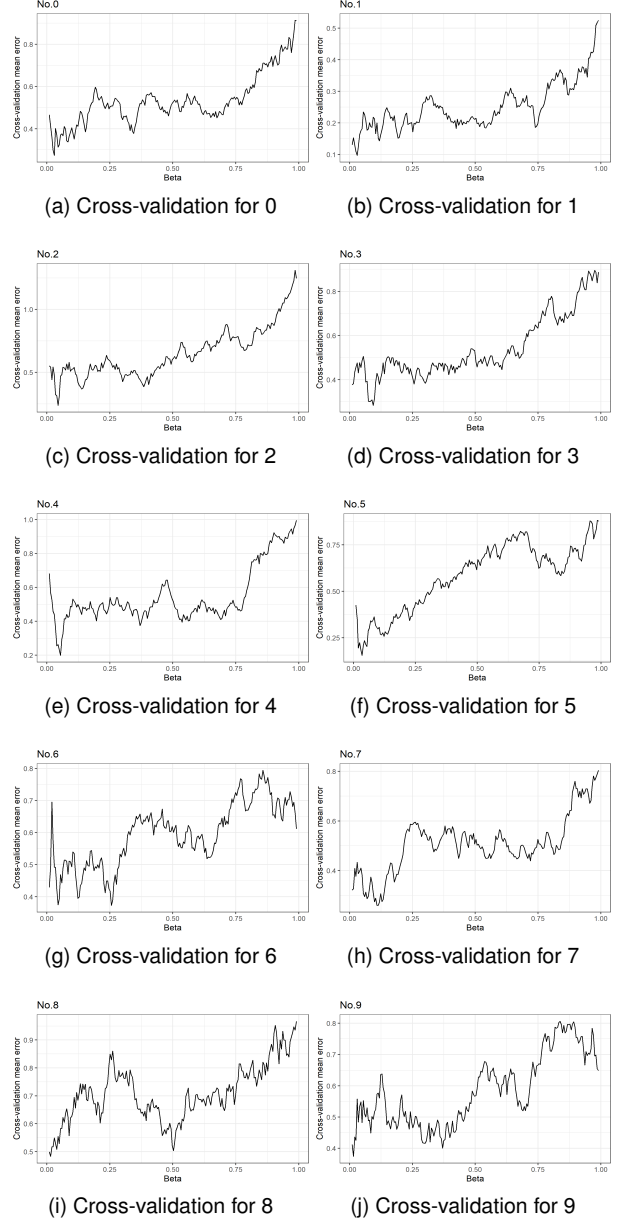 No.0
Cross-validation mean error
0.8
0.6
0.4
0.00 0.25 0.50 0.75 1.00
Beta
(a) Cross-validation for 0
No.1
Cross-validation mean error
0.5
0.4
0.3
0.2
0.1
0.00 0.25 0.50 0.75 1.00
Beta
(b) Cross-validation for 1
No.2
Cross-validation mean error
1.0
0.5
0.00 0.25 0.50 0.75 1.00
Beta
(c) Cross-validation for 2
No.3
Cross-validation mean error
0.8
0.6
0.4
0.00 0.25 0.50 0.75 1.00
Beta
(d) Cross-validation for 3
No.4
Cross-validation mean error
1.0
0.8
0.6
0.4
0.2
0.00 0.25 0.50 0.75 1.00
Beta
(e) Cross-validation for 4
No.5
Cross-validation mean error
0.75
0.50
0.25
0.00 0.25 0.50 0.75 1.00
Beta
(f) Cross-validation for 5
No.6
Cross-validation mean error
0.8
0.7
0.6
0.5
0.4
0.00 0.25 0.50 0.75 1.00
Beta
(g) Cross-validation for 6
No.7
Cross-validation mean error
0.8
0.6
0.4
0.00 0.25 0.50 0.75 1.00
Beta
(h) Cross-validation for 7
No.8
Cross-validation mean error
0.9
0.8
0.7
0.6
0.5
0.00 0.25 0.50 0.75 1.00
Beta
(i) Cross-validation for 8
No.9
Cross-validation mean error
0.8
0.7
0.6
0.5
0.4
0.00 0.25 0.50 0.75 1.00
Beta
(j) Cross-validation for 9